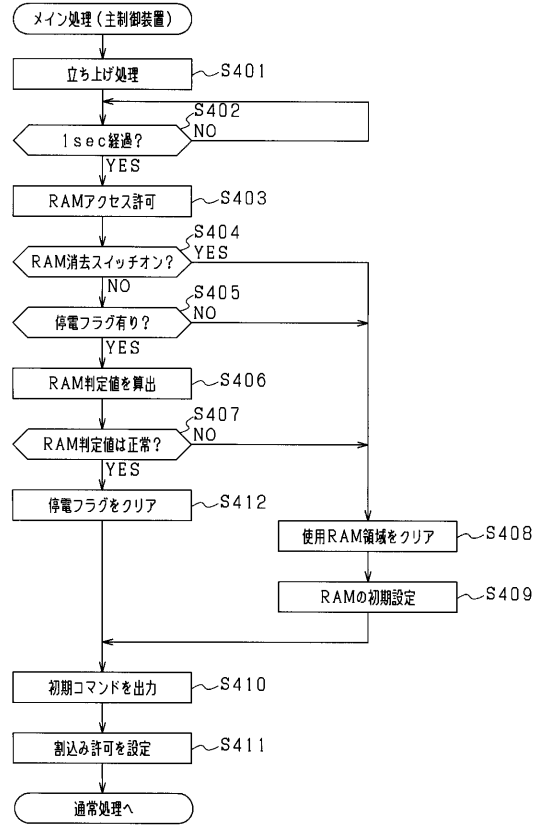 メイン処理(主制御装置)
立ち上げ処理
S401
S402
1sec経過?
NO
YES
RAMアクセス許可
S403
S404
RAM消去スイッチオン?
YES
NO
S405
停電フラグ有り?
NO
YES
RAM判定値を算出
S406
S407
RAM判定値は正常?
NO
YES
停電フラグをクリア
S412
使用RAM領域をクリア
S408
RAMの初期設定
S409
初期コマンドを出力
S410
割込み許可を設定
S411
通常処理へ